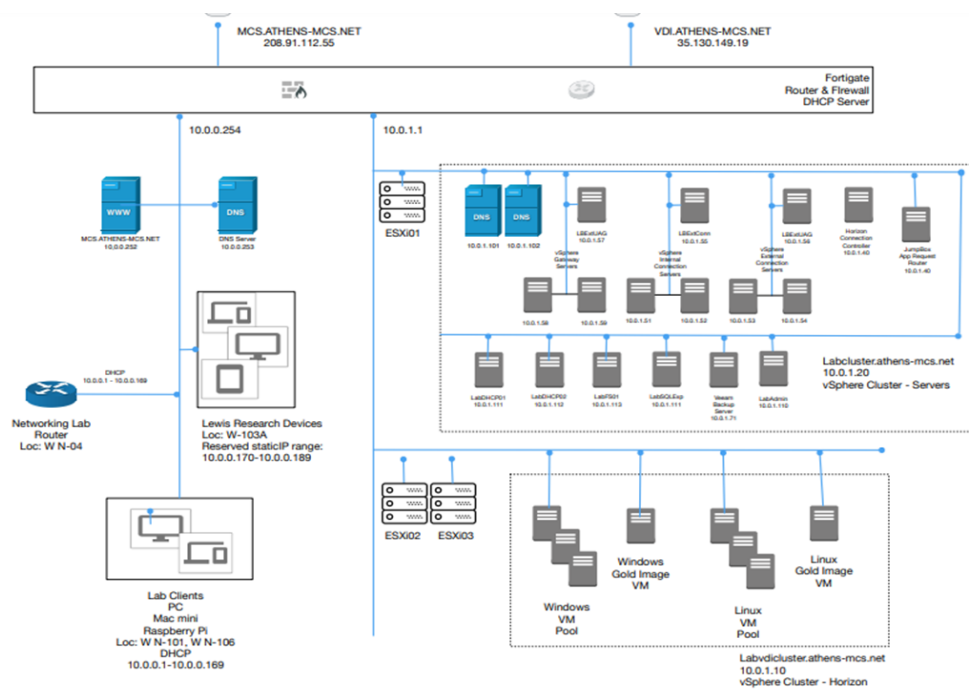 MCS.ATHENS-MCS.NET
208.91.112.55
VDI.ATHENS-MCS.NET
35.130.149.19
Fortigate
Router & FIrewall
DHCP Server
10.0.0.254
10.0.1.1
WWW
MCS.ATHENS-MCS.NET
10.0.0.252
DNS
DNS Server
10.0.0.253
ESXi01
DNS
10.0.1.101
DNS
10.0.1.102
LBExtUAG
10.0.1.57
vSphere
Gateway
Servers
10.0.1.58
10.0.1.59
LBExtConn
10.0.1.55
vSphere
Internal
Connection
Servers
10.0.1.51
10.0.1.52
LBExtUAG
10.0.1.56
vSphere
External
Connection
Servers
10.0.1.53
10.0.1.54
Horizon
Connection
Controller
10.0.1.40
JumpBox
App Request
Router
10.0.1.40
LabDHCP01
10.0.1.111
LabDHCP02
10.0.1.112
LabFS01
10.0.1.113
LabSQLExp
10.0.1.111
Veeam
Backup
Server
10.0.1.71
LabAdmin
10.0.1.110
Labcluster.athens-mcs.net
10.0.1.20
vSphere Cluster - Servers
DHCP
10.0.0.1 - 10.0.0.169
Networking Lab
Router
Loc: W N-04
Lewis Research Devices
Loc: W-103A
Reserved staticIP range:
10.0.0.170-10.0.0.189
Lab Clients
PC
Mac mini
Raspberry Pi
Loc: W N-101, W N-106
DHCP
10.0.0.1-10.0.0.169
ESXi02
ESXi03
Windows
VM
Pool
Windows
Gold Image
VM
Linux
VM
Pool
Linux
Gold Image
VM
Labvdicluster.athens-mcs.net
10.0.1.10
vSphere Cluster - Horizon